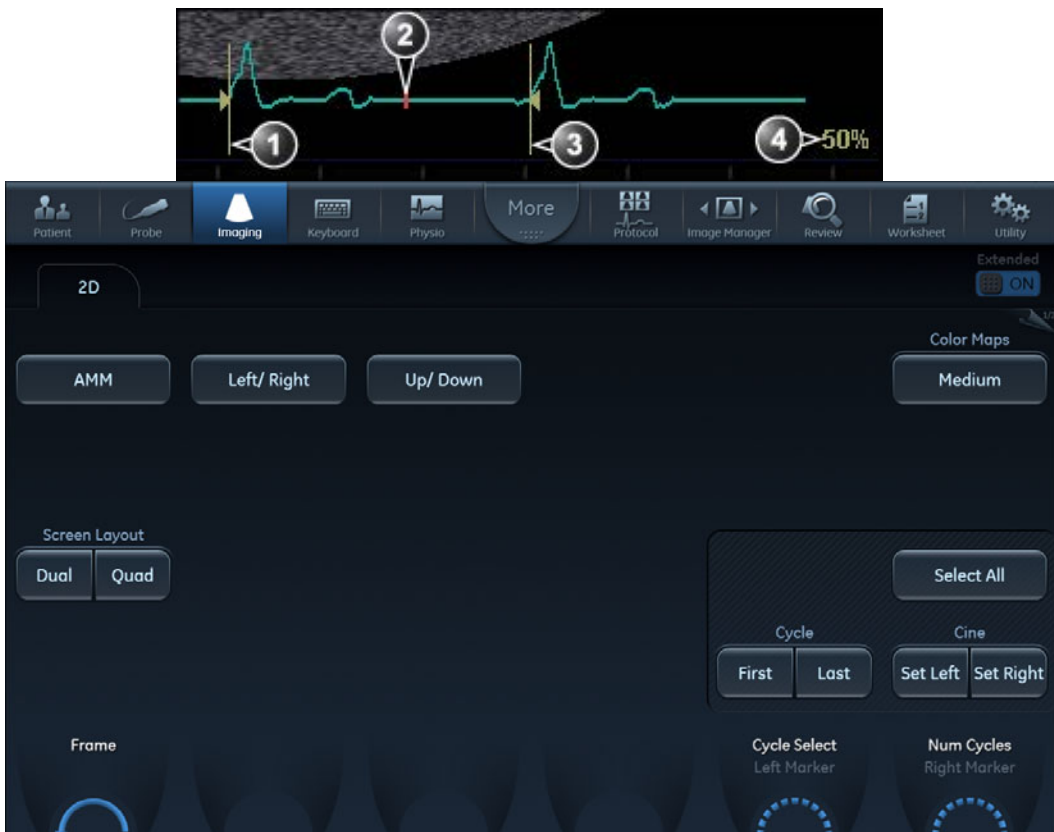 2
1
3
4
50%
Patient
Probe
Imaging
Keyboard
Physio
More
Protocol
Image Manager
Review
Worksheet
Utility
2D
Extended
ON
Color Maps
AMM
Left/ Right
Up/ Down
Medium
Screen Layout
Dual
Quad
Select All
Cycle
Cine
First
Last
Set Left
Set Right
Frame
Cycle Select
Left Marker
Num Cycles
Right Marker